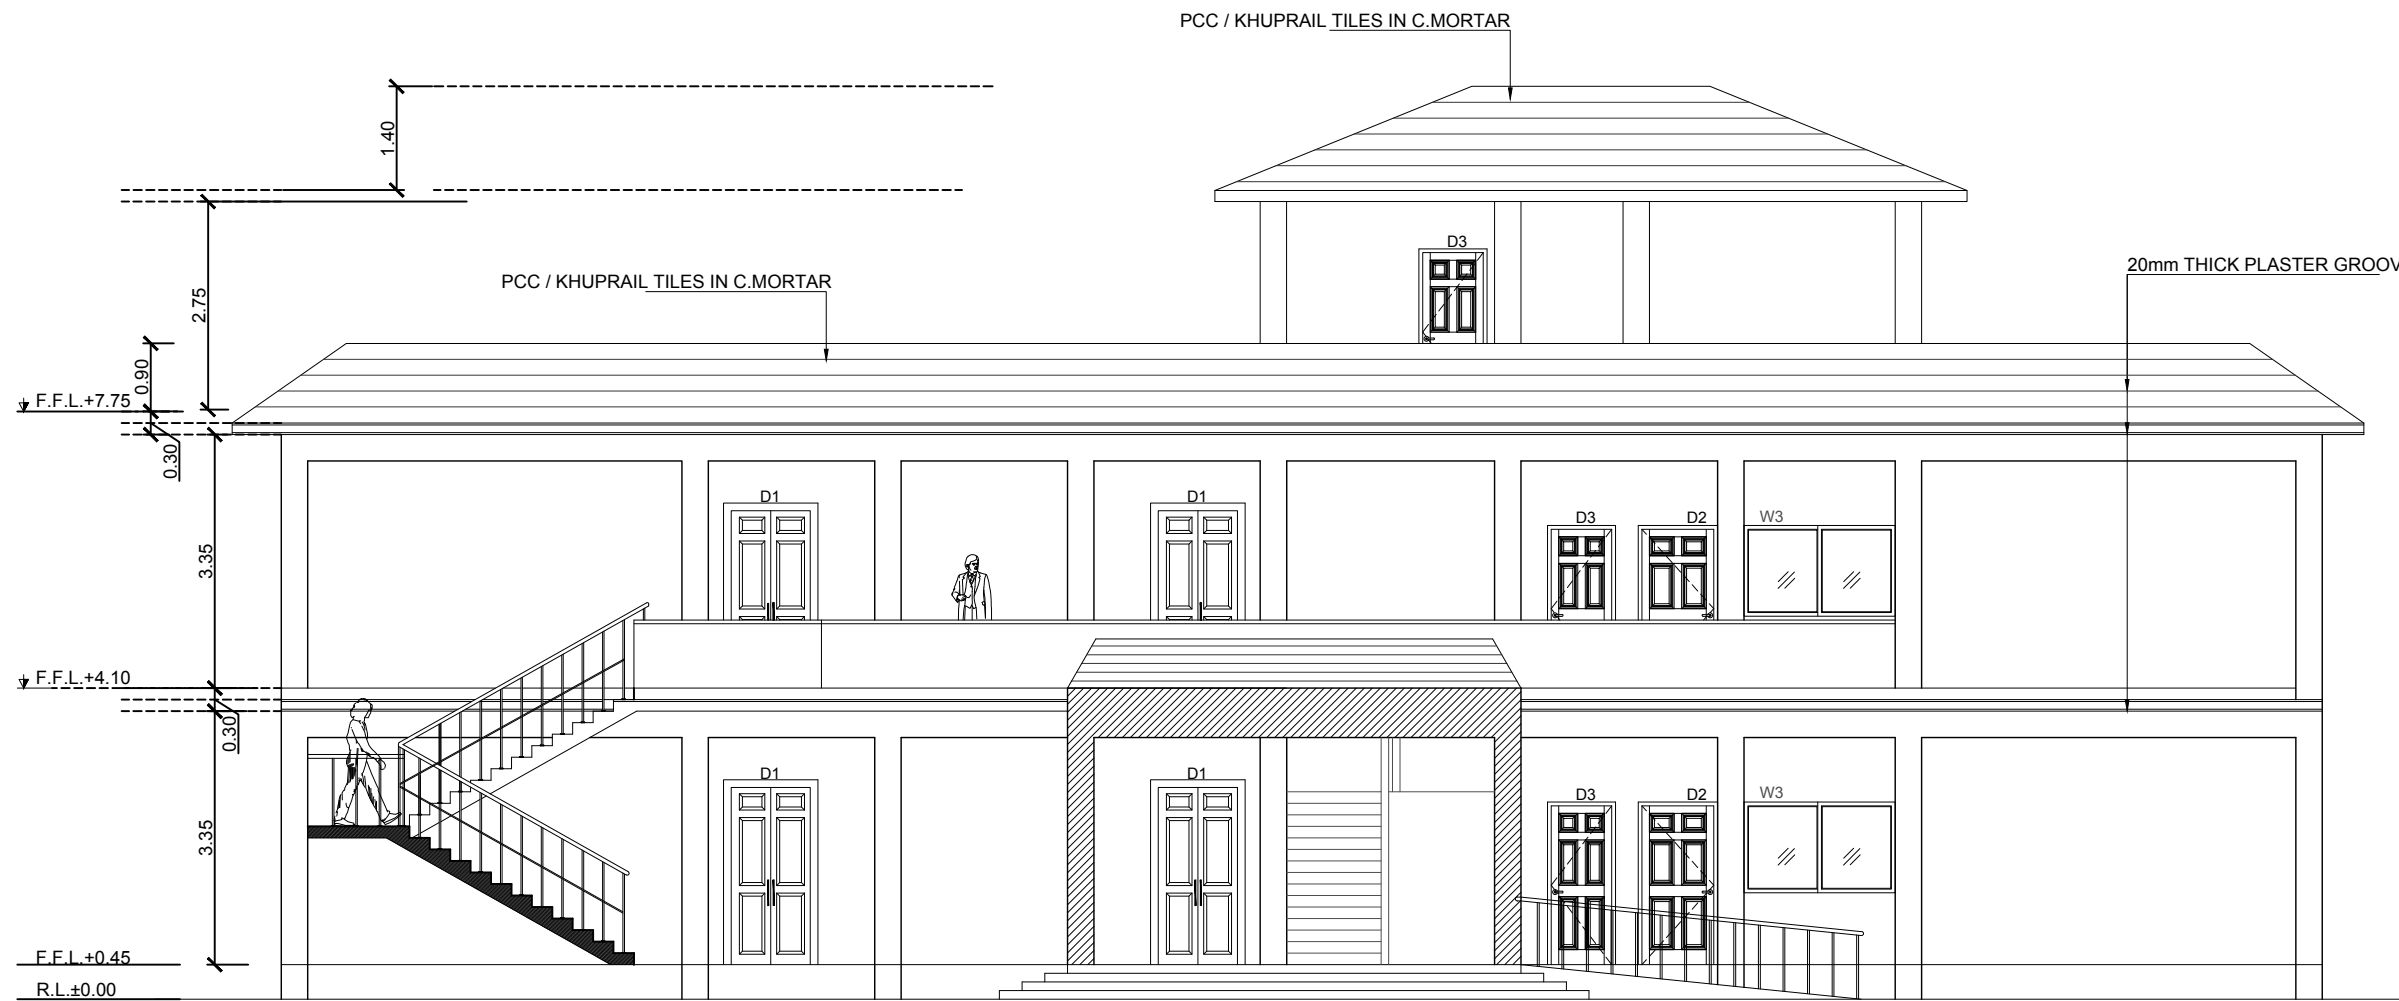 PCC / KHUPRAIL TILES IN C.MORTAR
1.40
D3
20mm THICK PLASTER GROOV
PCC / KHUPRAIL TILES IN C.MORTAR
2.75
0.90
F.F.L.+7.75
0.30
D1
D1
D3
D2
W3
3.35
F.F.L.+4.10
0.30
D1
D1
D3
D2
W3
3.35
F.F.L.+0.45
R.L.±0.00